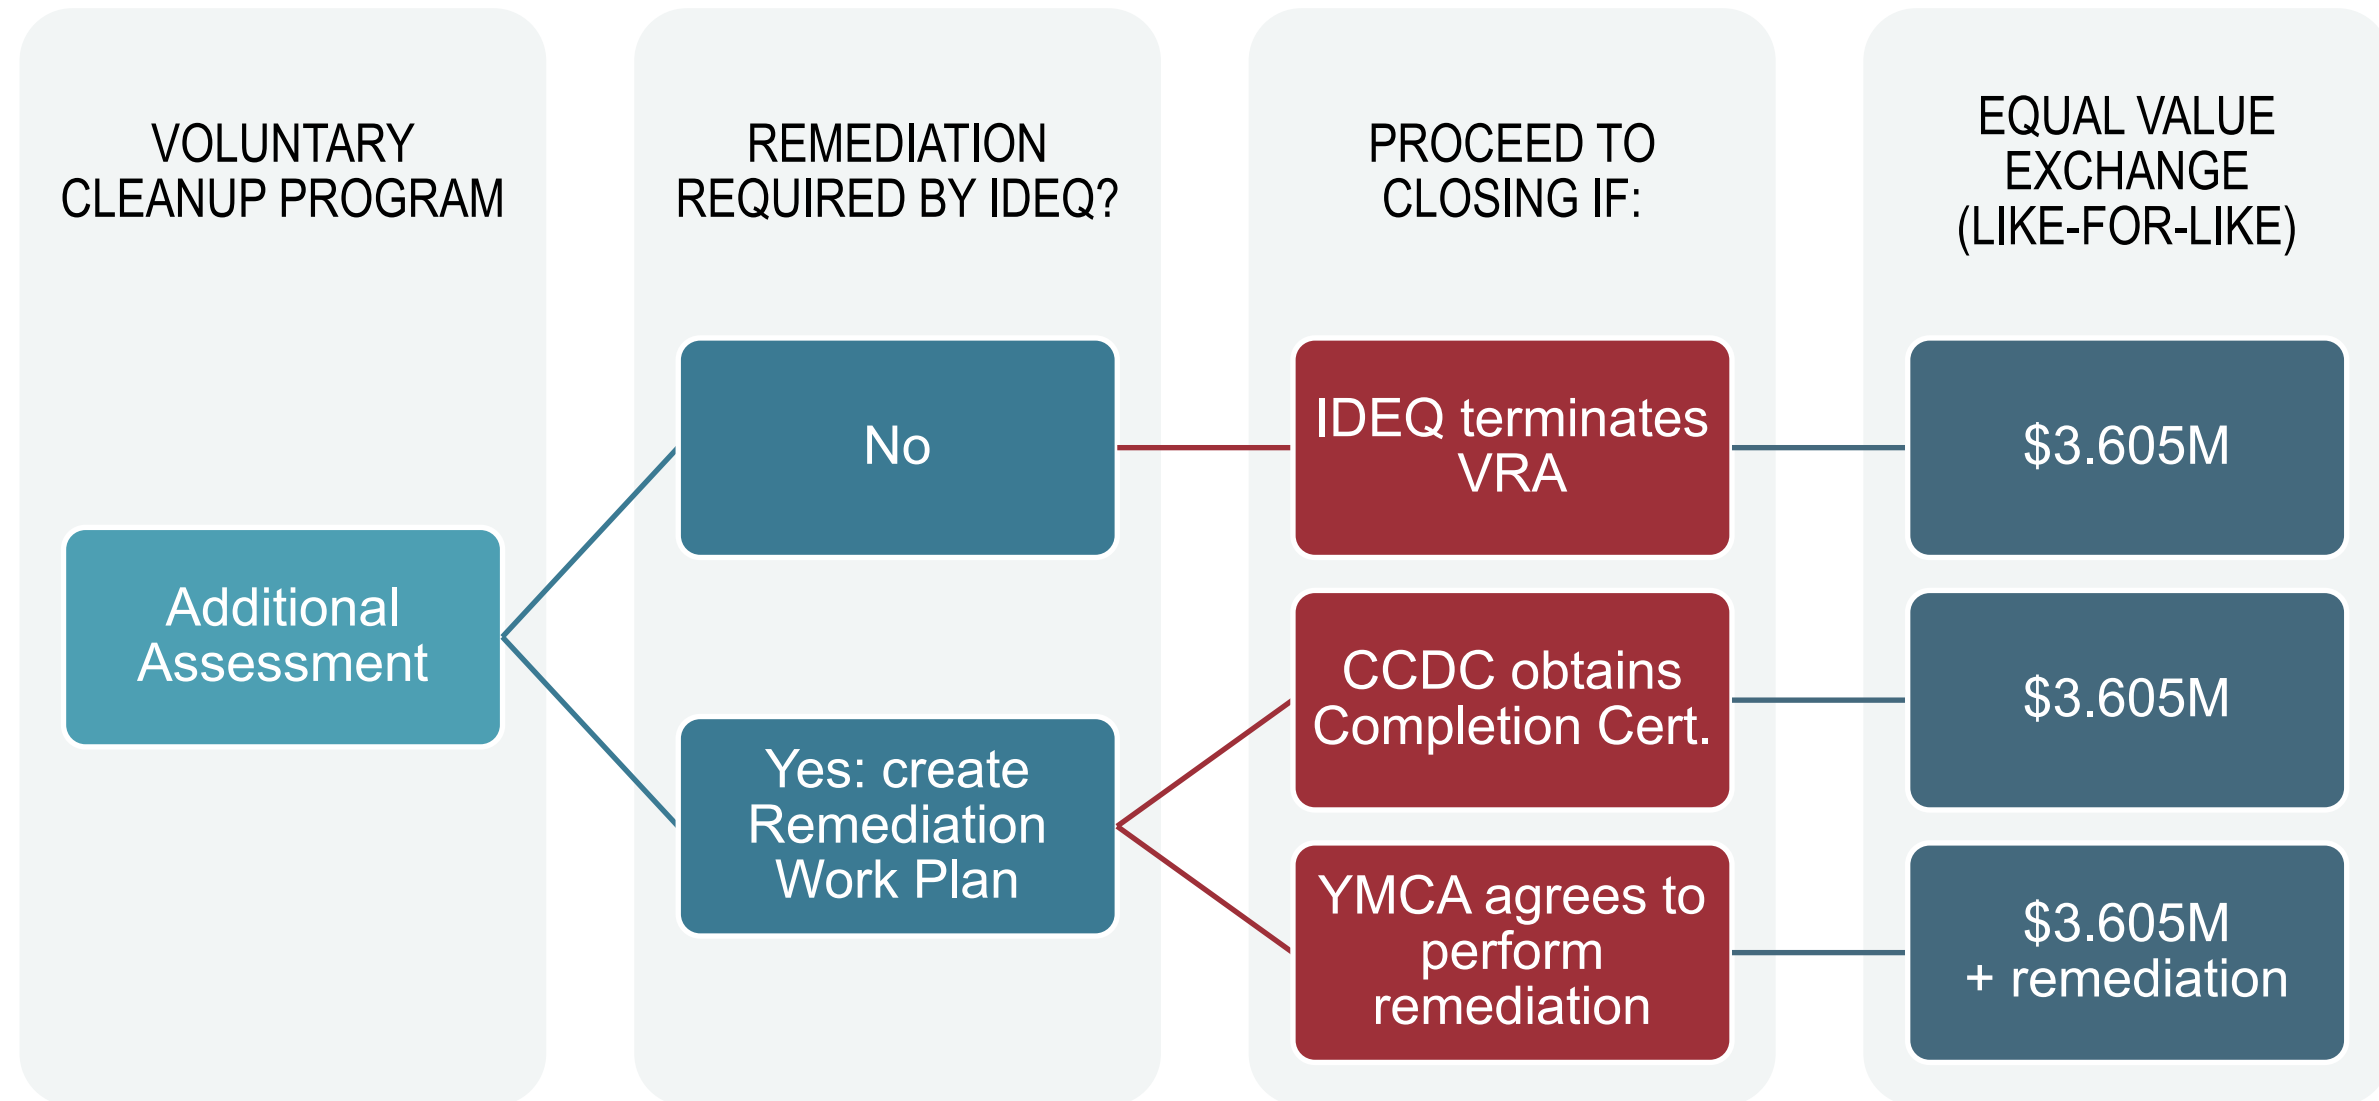 VOLUNTARY
CLEANUP PROGRAM
REMEDIATION
REQUIRED BY IDEQ?
PROCEED TO
CLOSING IF:
EQUAL VALUE
EXCHANGE
(LIKE-FOR-LIKE)
Additional
Assessment
No
IDEQ terminates
VRA
$3.605M
Yes: create
Remediation
Work Plan
CCDC obtains
Completion Cert.
$3.605M
YMCA agrees to
perform
remediation
$3.605M
+ remediation